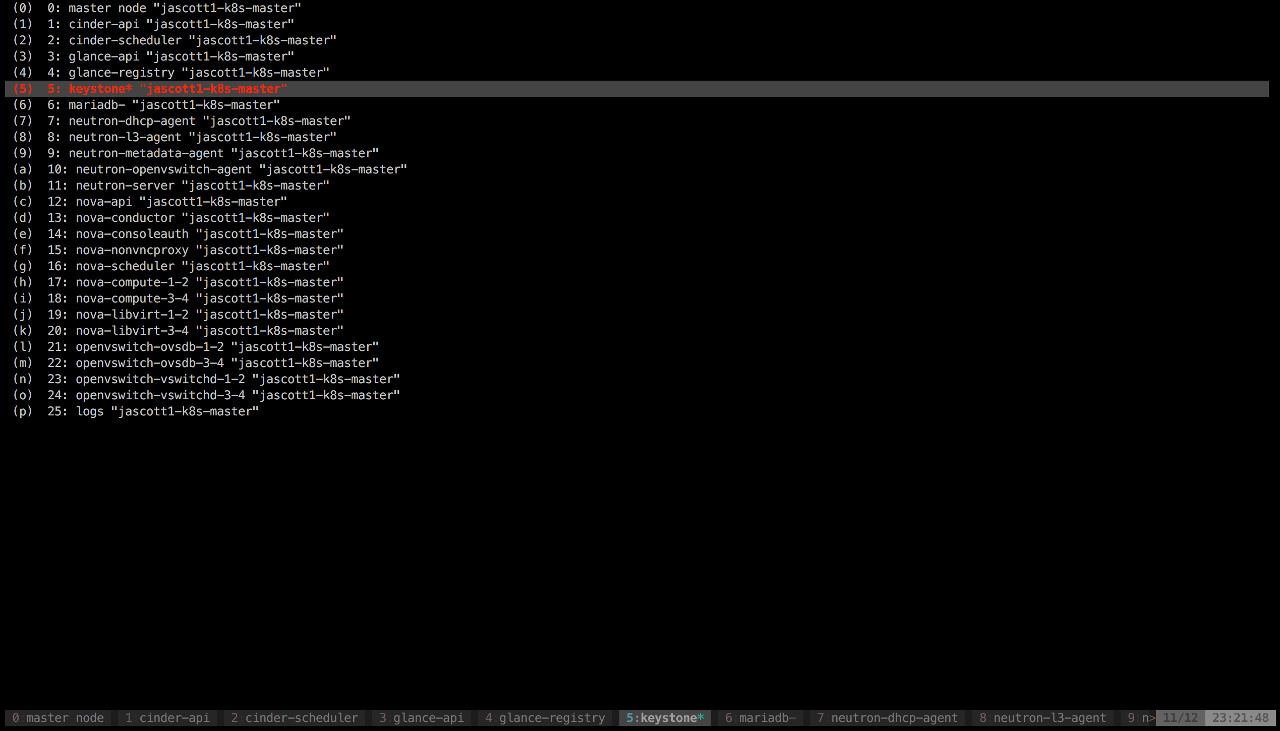 (0)  0: master node "jascott1-k8s-master"
(1)  1: cinder-api "jascott1-k8s-master"
(2)  2: cinder-scheduler "jascott1-k8s-master"
(3)  3: glance-api "jascott1-k8s-master"
(4)  4: glance-registry "jascott1-k8s-master"
(5)  5: keystone* "jascott1-k8s-master"
(6)  6: mariadb- "jascott1-k8s-master"
(7)  7: neutron-dhcp-agent "jascott1-k8s-master"
(8)  8: neutron-l3-agent "jascott1-k8s-master"
(9)  9: neutron-metadata-agent "jascott1-k8s-master"
(a)  10: neutron-openvswitch-agent "jascott1-k8s-master"
(b)  11: neutron-server "jascott1-k8s-master"
(c)  12: nova-api "jascott1-k8s-master"
(d)  13: nova-conductor "jascott1-k8s-master"
(e)  14: nova-consoleauth "jascott1-k8s-master"
(f)  15: nova-nonvncproxy "jascott1-k8s-master"
(g)  16: nova-scheduler "jascott1-k8s-master"
(h)  17: nova-compute-1-2 "jascott1-k8s-master"
(i)  18: nova-compute-3-4 "jascott1-k8s-master"
(j)  19: nova-libvirt-1-2 "jascott1-k8s-master"
(k)  20: nova-libvirt-3-4 "jascott1-k8s-master"
(l)  21: openvswitch-ovsdb-1-2 "jascott1-k8s-master"
(m)  22: openvswitch-ovsdb-3-4 "jascott1-k8s-master"
(n)  23: openvswitch-vswitchd-1-2 "jascott1-k8s-master"
(o)  24: openvswitch-vswitchd-3-4 "jascott1-k8s-master"
(p)  25: logs "jascott1-k8s-master"
0 master node  1 cinder-api  2 cinder-scheduler  3 glance-api  4 glance-registry  5:keystone*  6 mariadb-  7 neutron-dhcp-agent  8 neutron-l3-agent  9 n> 11/12  23:21:48